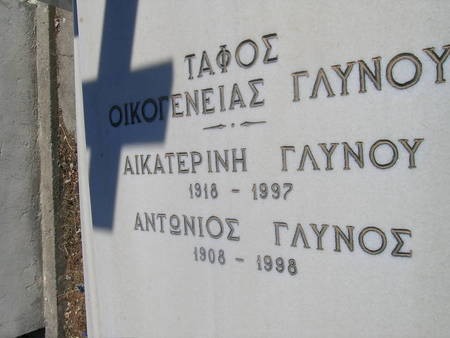 ΤΑΦΟΣ
ΟΙΚΟΓΕΝΕΙΑΣ ΓΛΥΝΟΥ
ΑΙΚΑΤΕΡΙΝΗ ΓΛΥΝΟΥ
1918 - 1997
ΑΝΤΩΝΙΟΣ ΓΛΥΝΟΣ
1908 - 1998